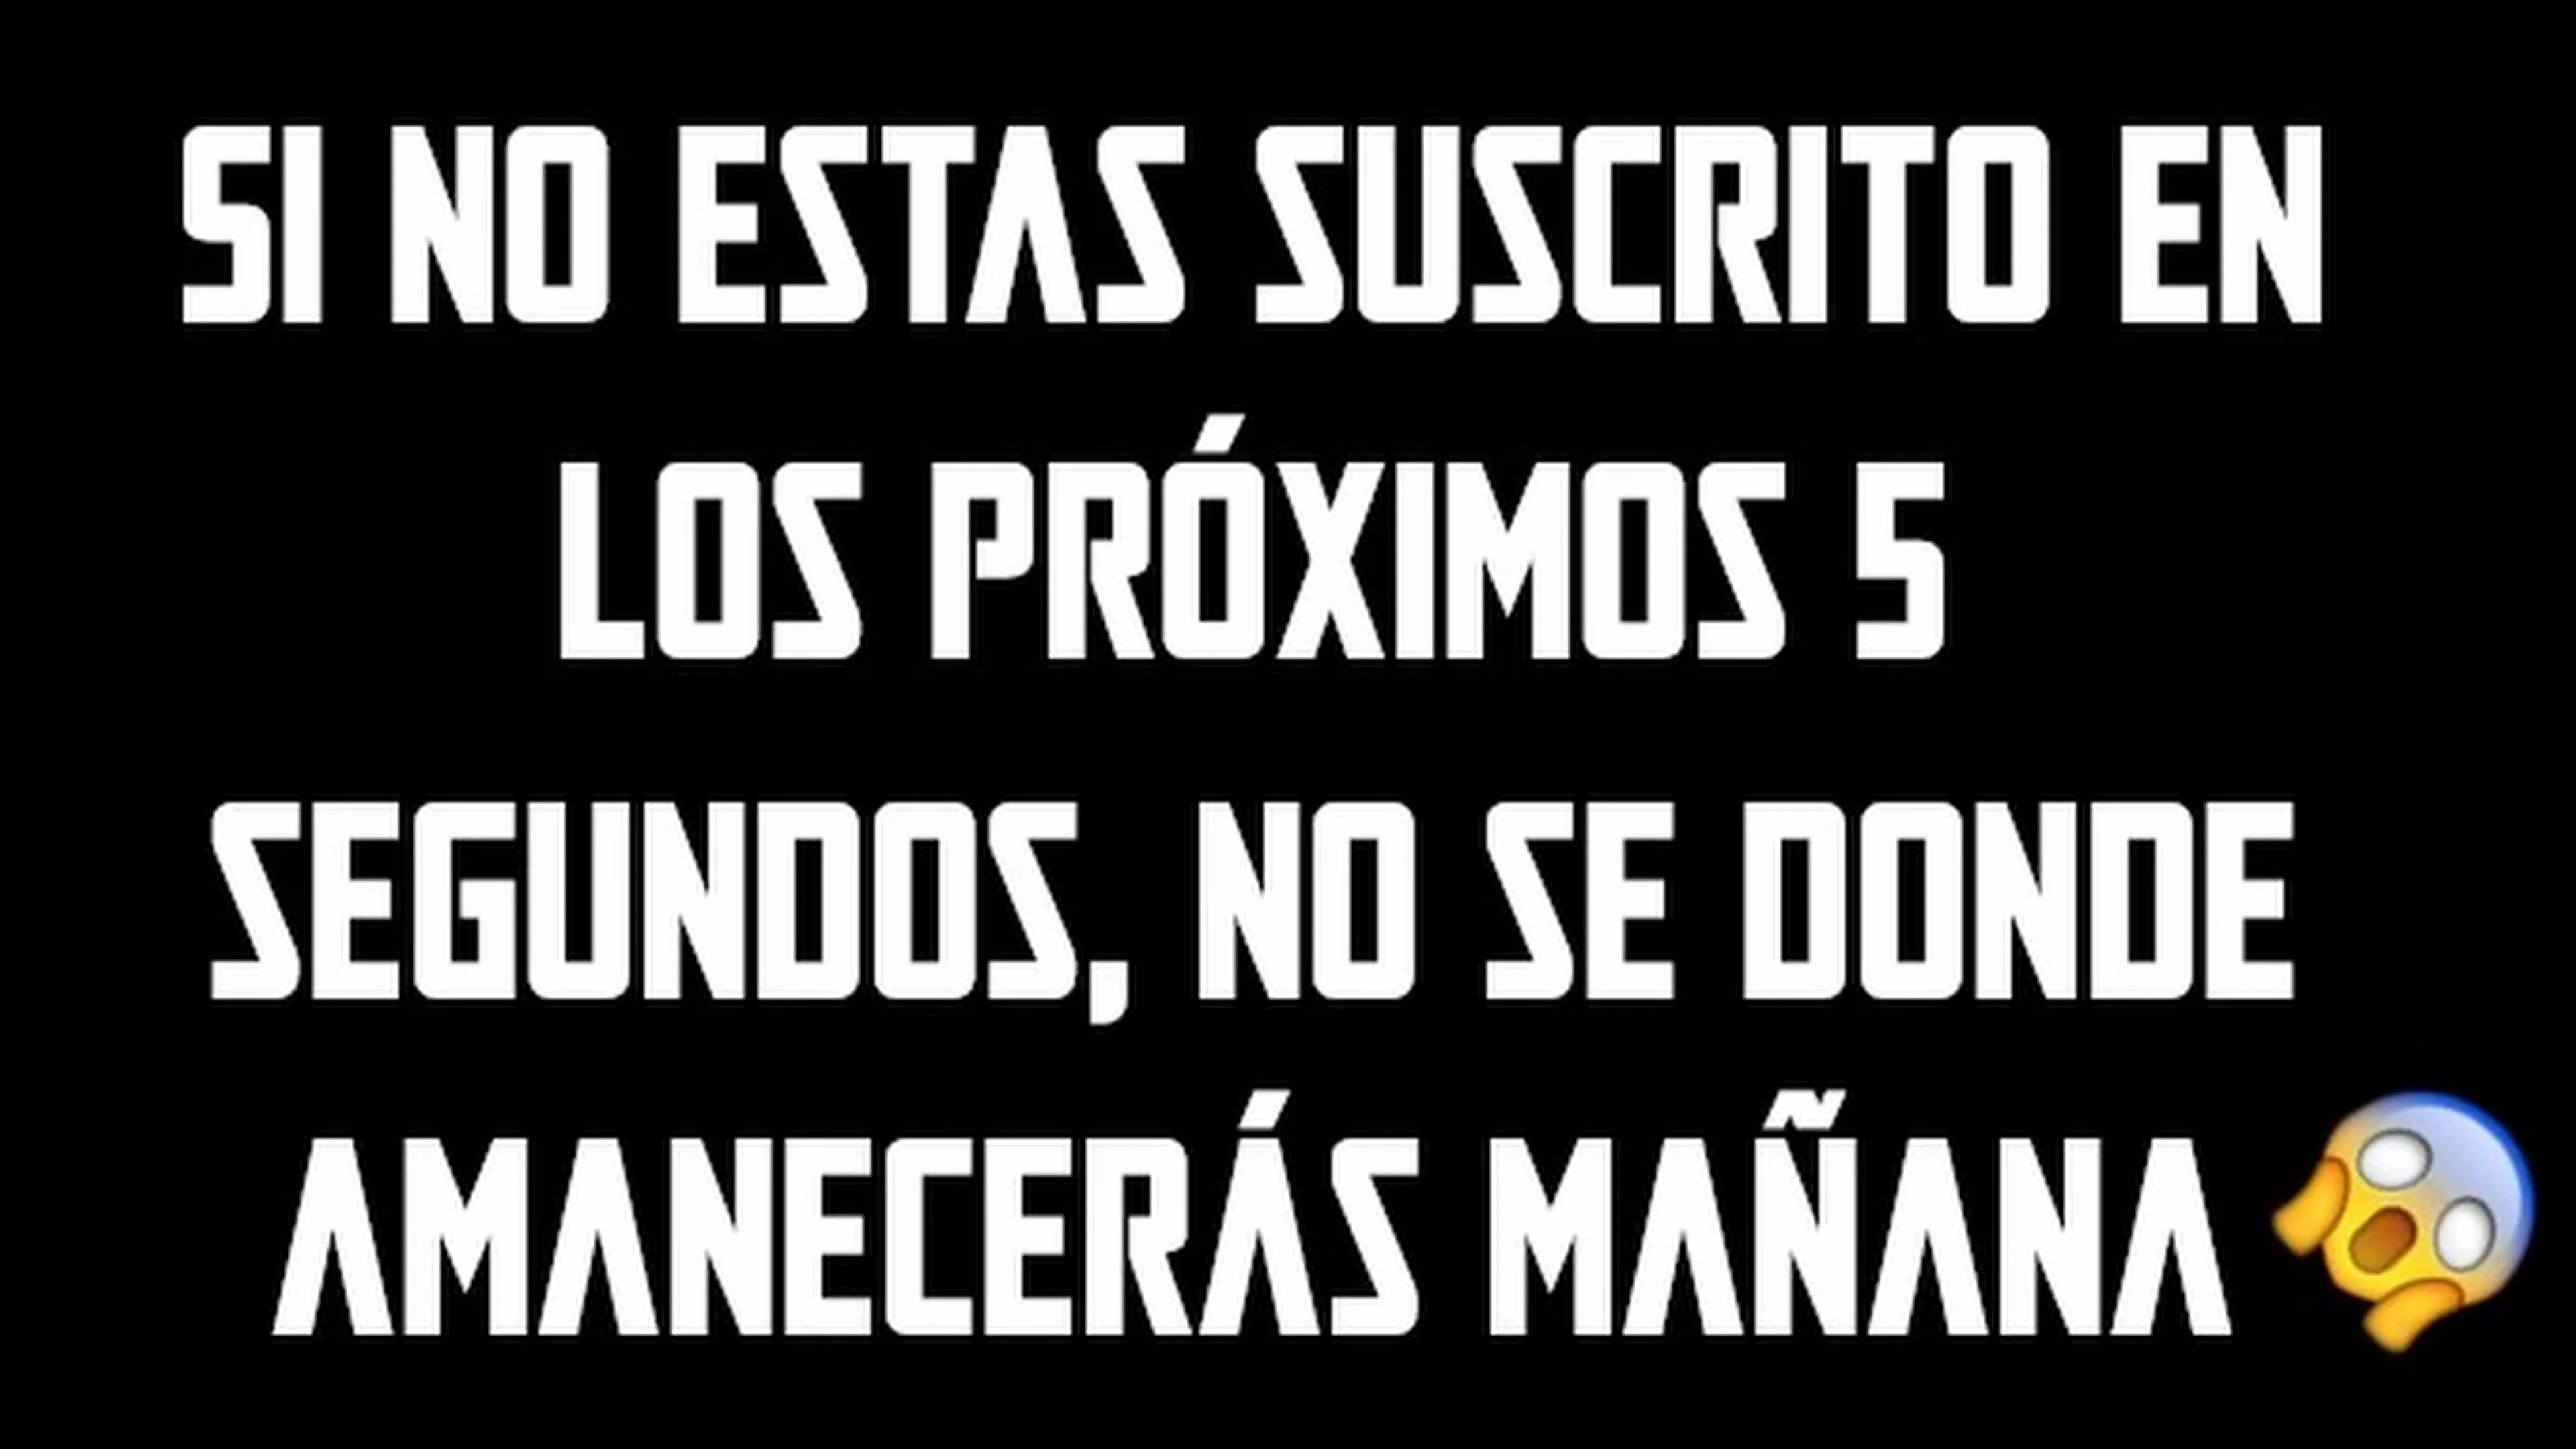 SI NO ESTAS SUSCRITO EN
LOS PRÓXIMOS 5
SEGUNDOS, NO SE DONDE
AMANECERÁS MAÑANA😱